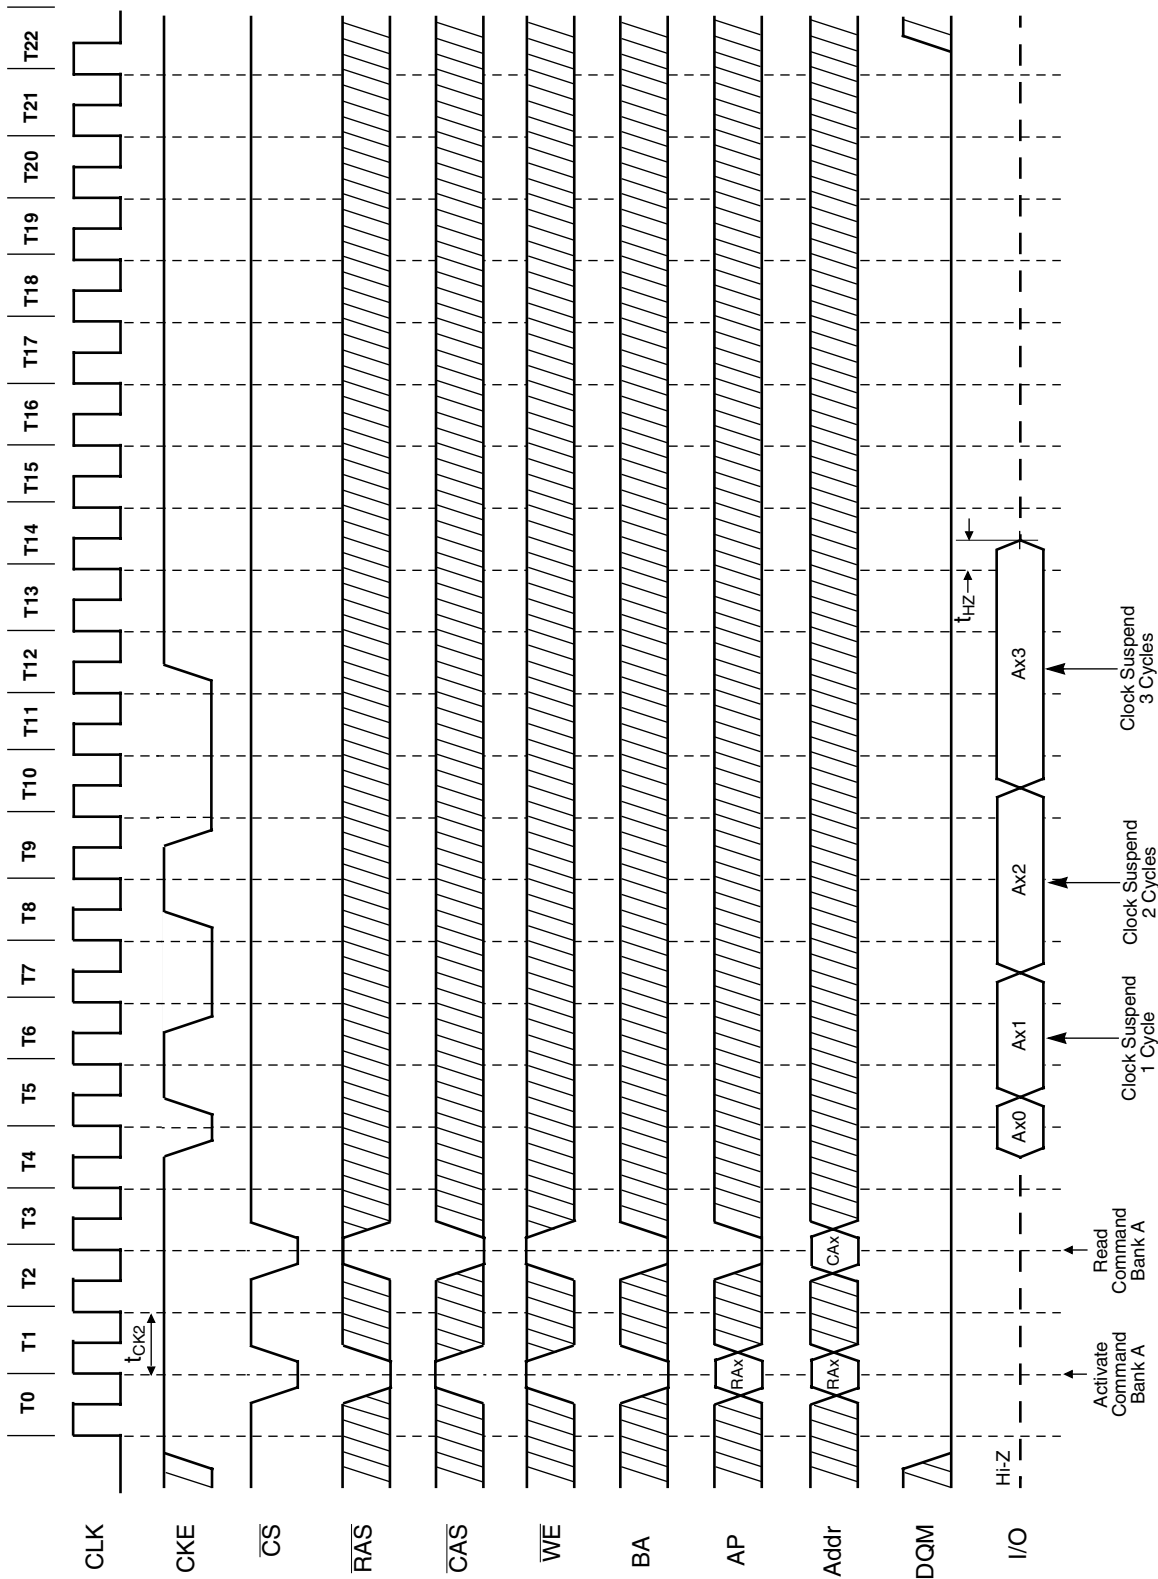 T0 T1 T2 T3 T4 T5 T6 T7 T8 T9 T10 T11 T12 T13 T14 T15 T16 T17 T18 T19 T20 T21 T22
CLK
tCK2
CKE
CS
RAS
CAS
WE
BA
AP
RAx
Addr
RAx CAx
DQM
tHZ
I/O
Hi-Z
Ax0 Ax1 Ax2 Ax3
Activate
Command
Bank A
Read
Command
Bank A
Clock Suspend
1 Cycle
Clock Suspend
2 Cycles
Clock Suspend
3 Cycles